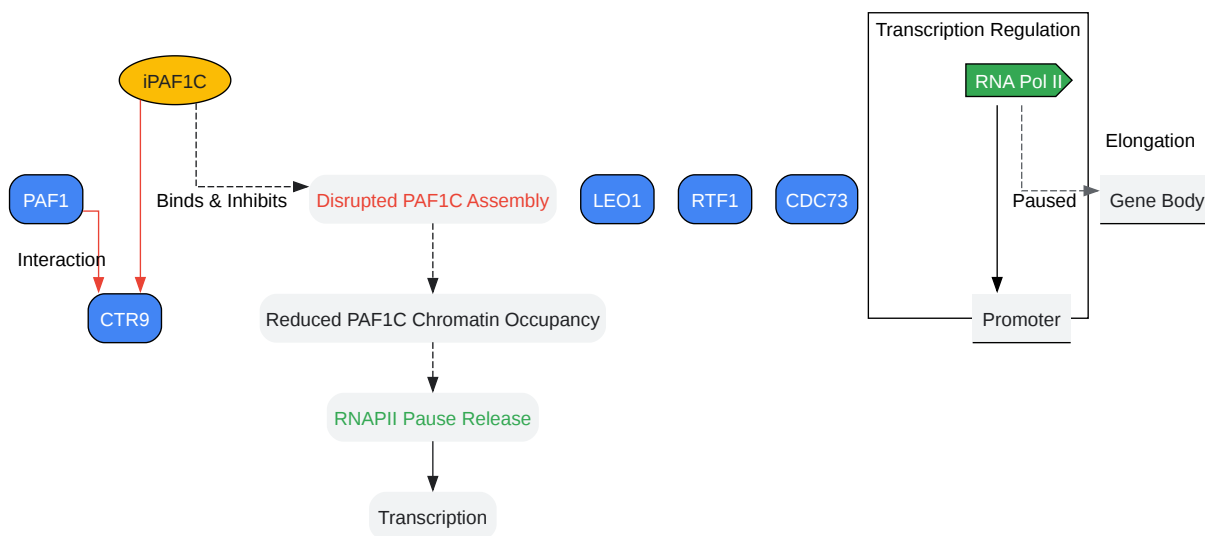 Transcription Regulation
iPAF1C
RNA Pol II
Elongation
PAF1
Binds & Inhibits
Disrupted PAF1C Assembly
LEO1
RTF1
CDC73
Paused
Gene Body
Interaction
CTR9
Reduced PAF1C Chromatin Occupancy
Promoter
RNAPII Pause Release
Transcription